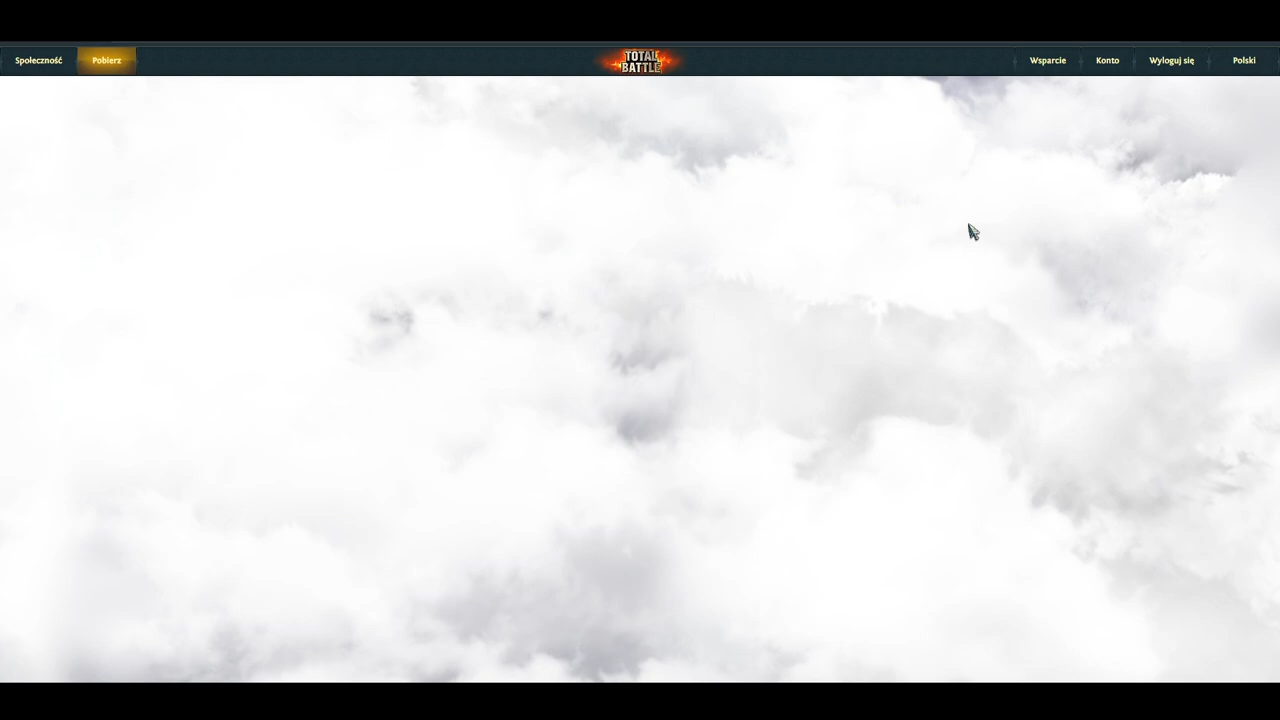 Społeczność
Pobierz
TOTAL
BATTLE
Wsparcie
Konto
Wyloguj się
Polski